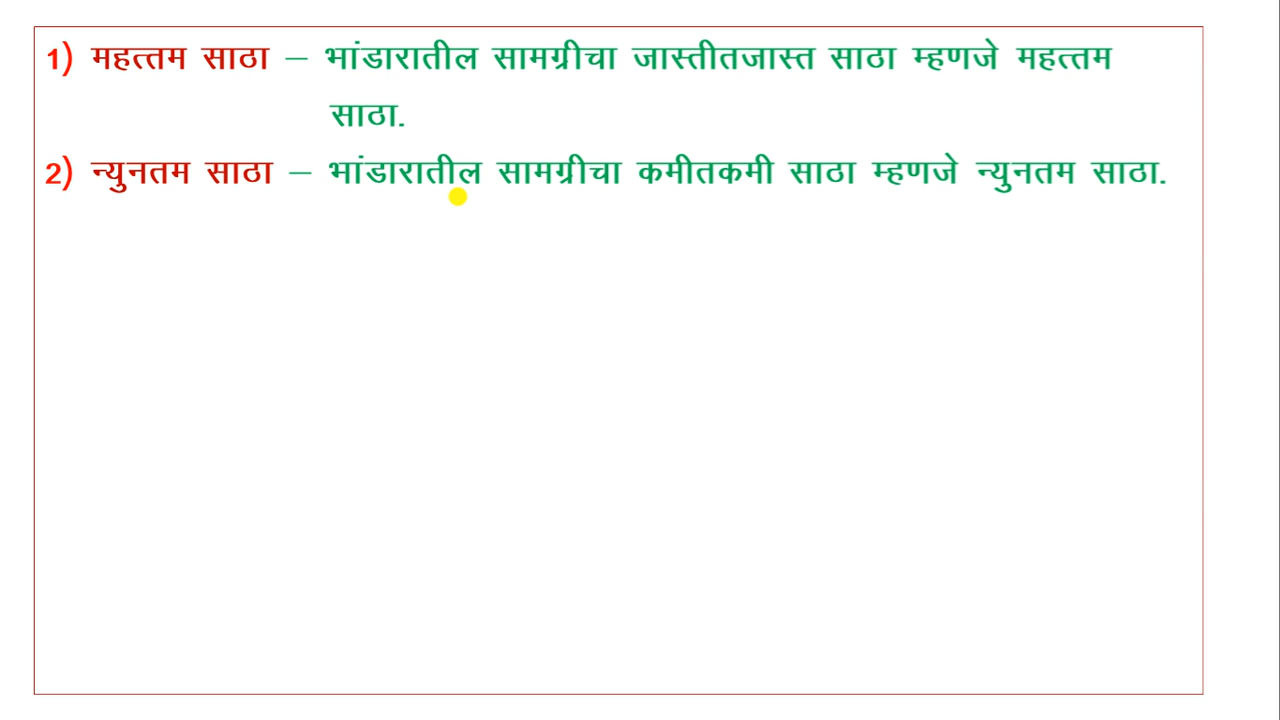 1) महत्तम साठा – भांडारातील सामग्रीचा जास्तीतजास्त साठा म्हणजे महत्तम
साठा.
2) न्युनतम साठा – भांडारातील सामग्रीचा कमीतकमी साठा म्हणजे न्युनतम साठा.